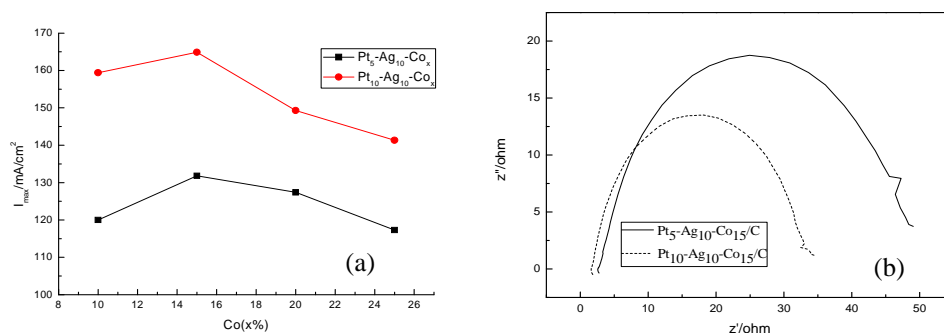 170
160
150
140
130
120
110
100
I_max/mA/cm²
8 10 12 14 16 18 20 22 24 26
Co(x%)
Pt₅-Ag₁₀-Coₓ
Pt₁₀-Ag₁₀-Coₓ
(a)
20
15
10
5
0
z''/ohm
0 10 20 30 40 50
z'/ohm
Pt₅-Ag₁₀-Co₁₅/C
Pt₁₀-Ag₁₀-Co₁₅/C
(b)